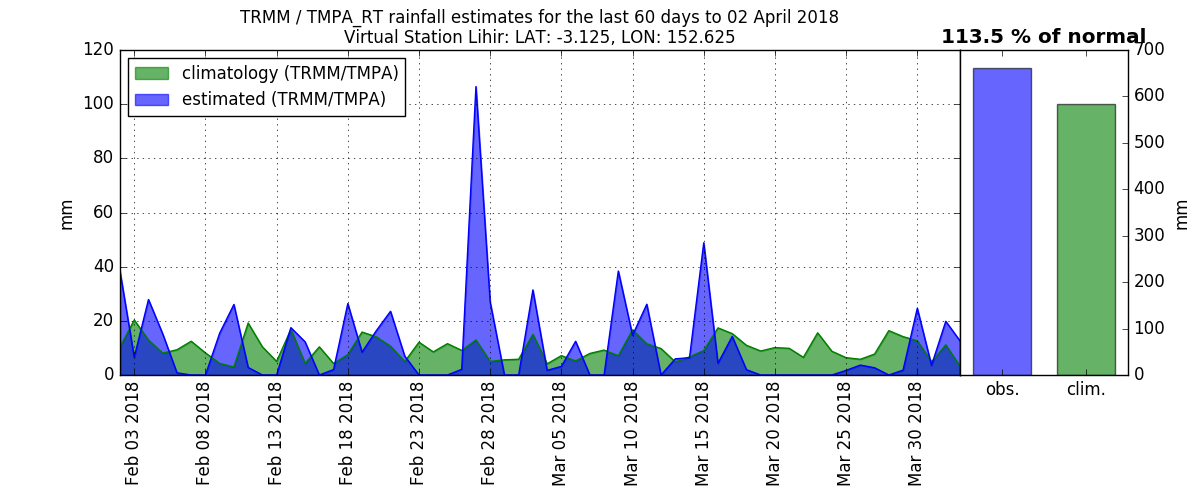 TRMM / TMPA_RT rainfall estimates for the last 60 days to 02 April 2018
Virtual Station Lihir: LAT: -3.125, LON: 152.625
113.5 % of normal
climatology (TRMM/TMPA)
estimated (TRMM/TMPA)
120
100
80
60
40
20
0
mm
Feb 03 2018
Feb 08 2018
Feb 13 2018
Feb 18 2018
Feb 23 2018
Feb 28 2018
Mar 05 2018
Mar 10 2018
Mar 15 2018
Mar 20 2018
Mar 25 2018
Mar 30 2018
obs.
clim.
700
600
500
400
300
200
100
0
mm